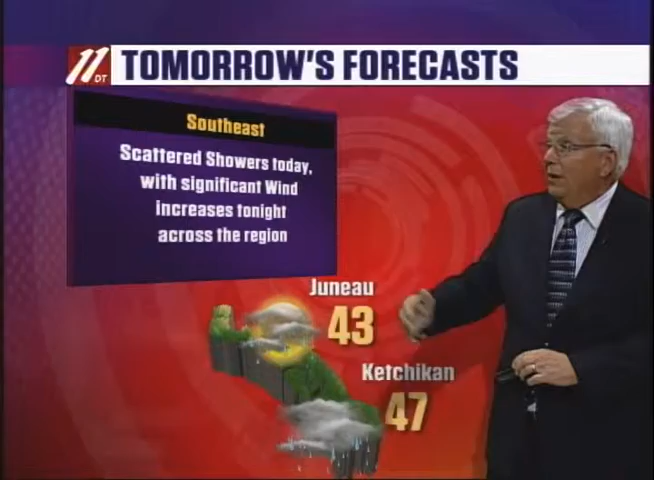 11 DT
TOMORROW'S FORECASTS
Southeast
Scattered Showers today,
with significant Wind
increases tonight
across the region
Juneau
43
Ketchikan
47